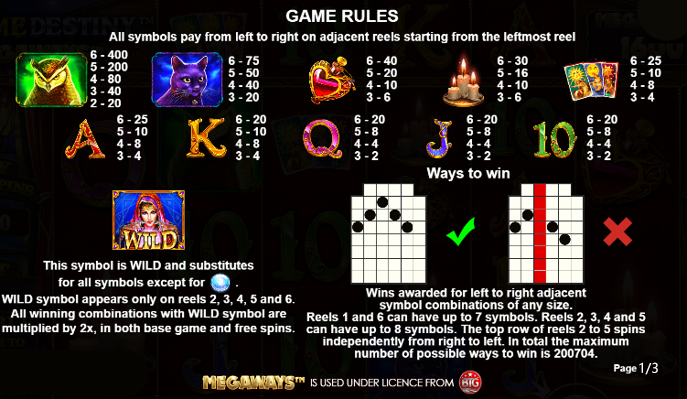 GAME RULES
All symbols pay from left to right on adjacent reels starting from the leftmost reel
6 - 400
5 - 200
4 - 80
3 - 40
2 - 20
6 - 75
5 - 50
4 - 40
3 - 20
6 - 40
5 - 20
4 - 10
3 - 6
6 - 30
5 - 16
4 - 10
3 - 6
6 - 25
5 - 10
4 - 8
3 - 4
A
6 - 25
5 - 10
4 - 8
3 - 4
K
6 - 20
5 - 10
4 - 8
3 - 4
Q
6 - 20
5 - 8
4 - 4
3 - 2
J
6 - 20
5 - 8
4 - 4
3 - 2
10
6 - 20
5 - 8
4 - 4
3 - 2
Ways to win
WILD
This symbol is WILD and substitutes
for all symbols except for .
WILD symbol appears only on reels 2, 3, 4, 5 and 6.
All winning combinations with WILD symbol are
multiplied by 2x, in both base game and free spins.
Wins awarded for left to right adjacent
symbol combinations of any size.
Reels 1 and 6 can have up to 7 symbols. Reels 2, 3, 4 and 5
can have up to 8 symbols. The top row of reels 2 to 5 spins
independently from right to left. In total the maximum
number of possible ways to win is 200704.
Page 1/3
MEGAWAYS™ IS USED UNDER LICENCE FROM BIG